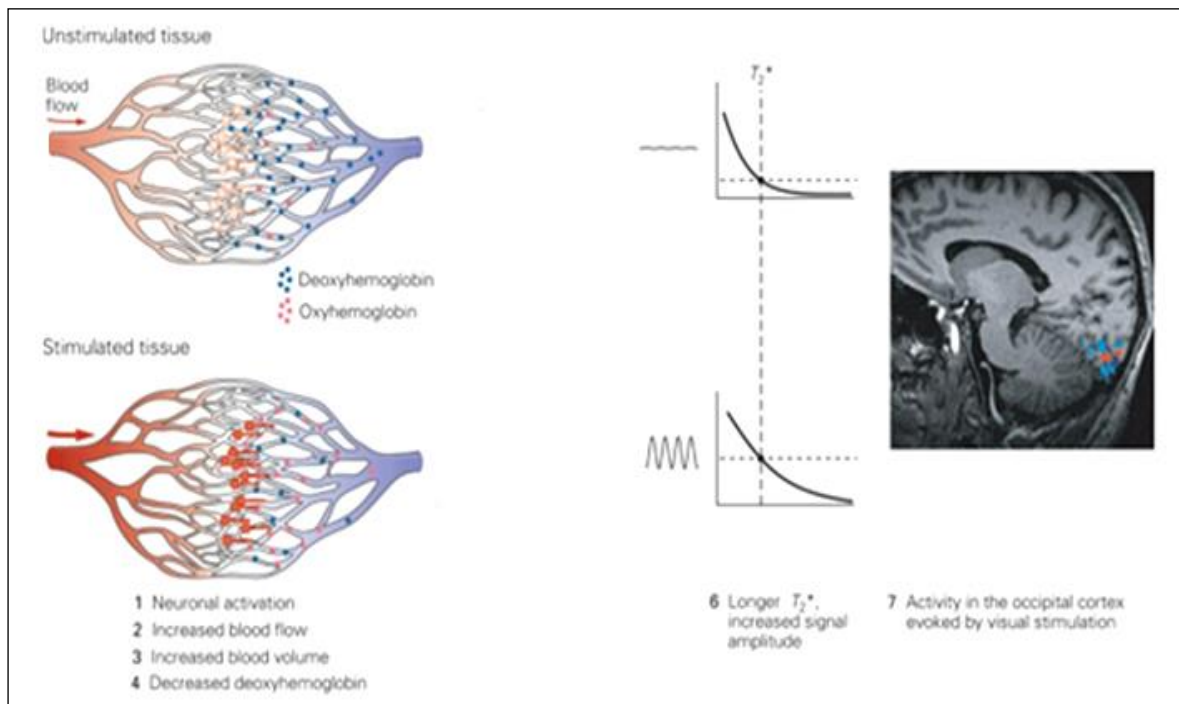 Unstimulated tissue
Blood
flow
Deoxyhemoglobin
Oxyhemoglobin
Stimulated tissue
1 Neuronal activation
2 Increased blood flow
3 Increased blood volume
4 Decreased deoxyhemoglobin
T2*
6 Longer T2*,
increased signal
amplitude
7 Activity in the occipital cortex
evoked by visual stimulation